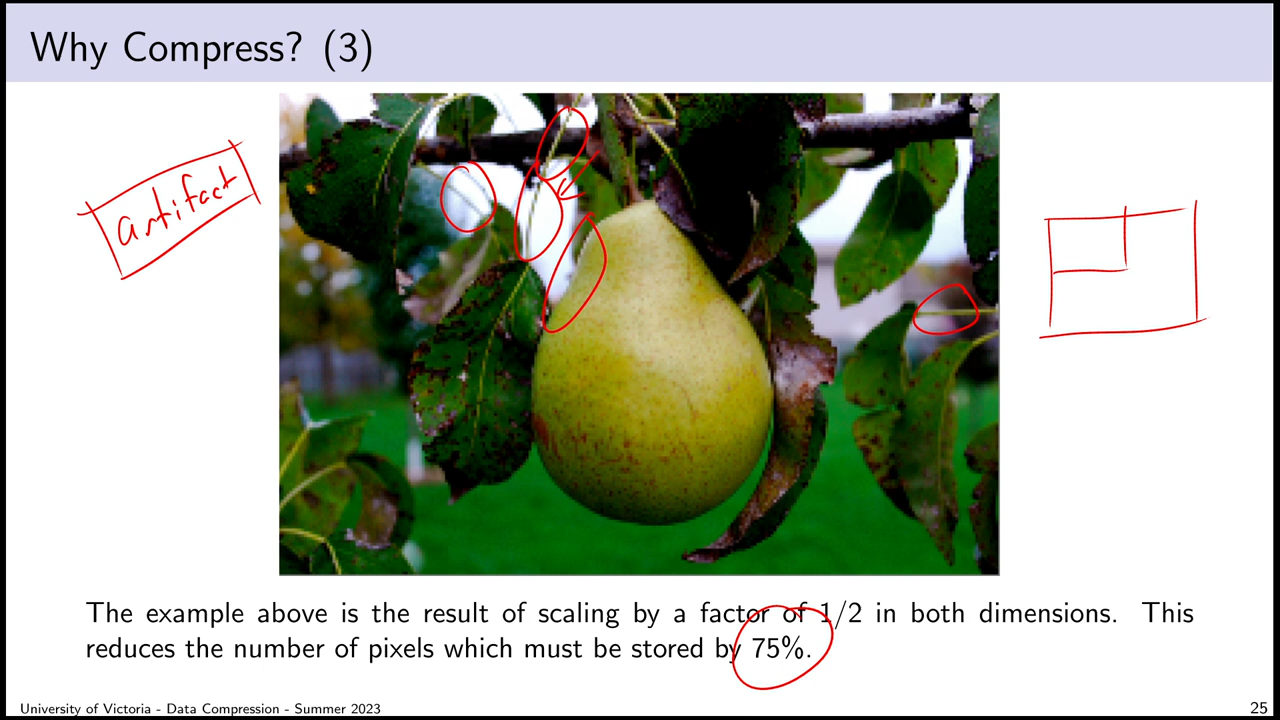 Why Compress? (3)
artifact
The example above is the result of scaling by a factor of 1/2 in both dimensions. This
reduces the number of pixels which must be stored by 75%.
University of Victoria - Data Compression - Summer 2023
25